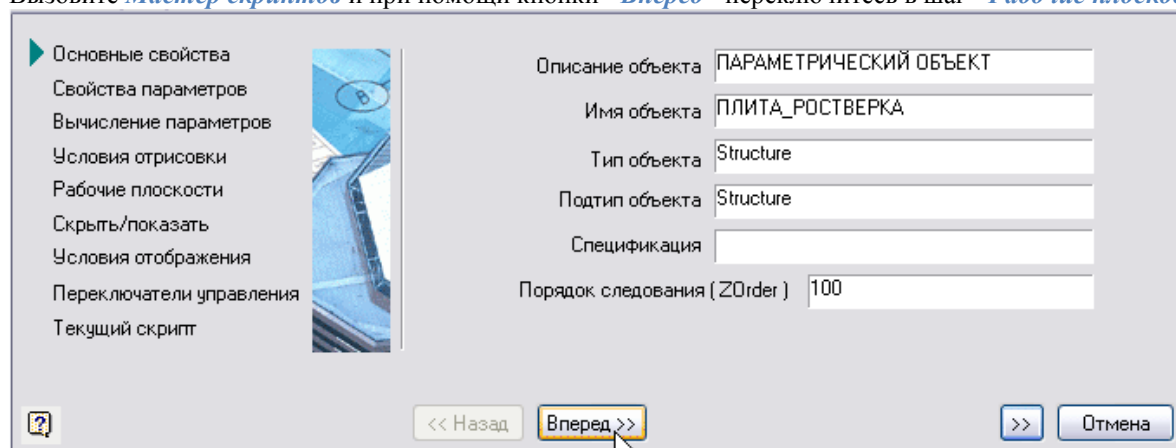 Вызовите Мастер скриптов и при помощи кнопки "Вперед" переключитесь в шаг "Рабочие
Основные свойства
Свойства параметров
Вычисление параметров
Условия отрисовки
Рабочие плоскости
Скрыть/показать
Условия отображения
Переключатели управления
Текущий скрипт
В
Описание объекта ПАРАМЕТРИЧЕСКИЙ ОБЪЕКТ
Имя объекта ПЛИТА_РОСТВЕРКА
Тип объекта Structure
Подтип объекта Structure
Спецификация
Порядок следования ( ZOrder ) 100
<< Назад Вперед >> >> Отмена